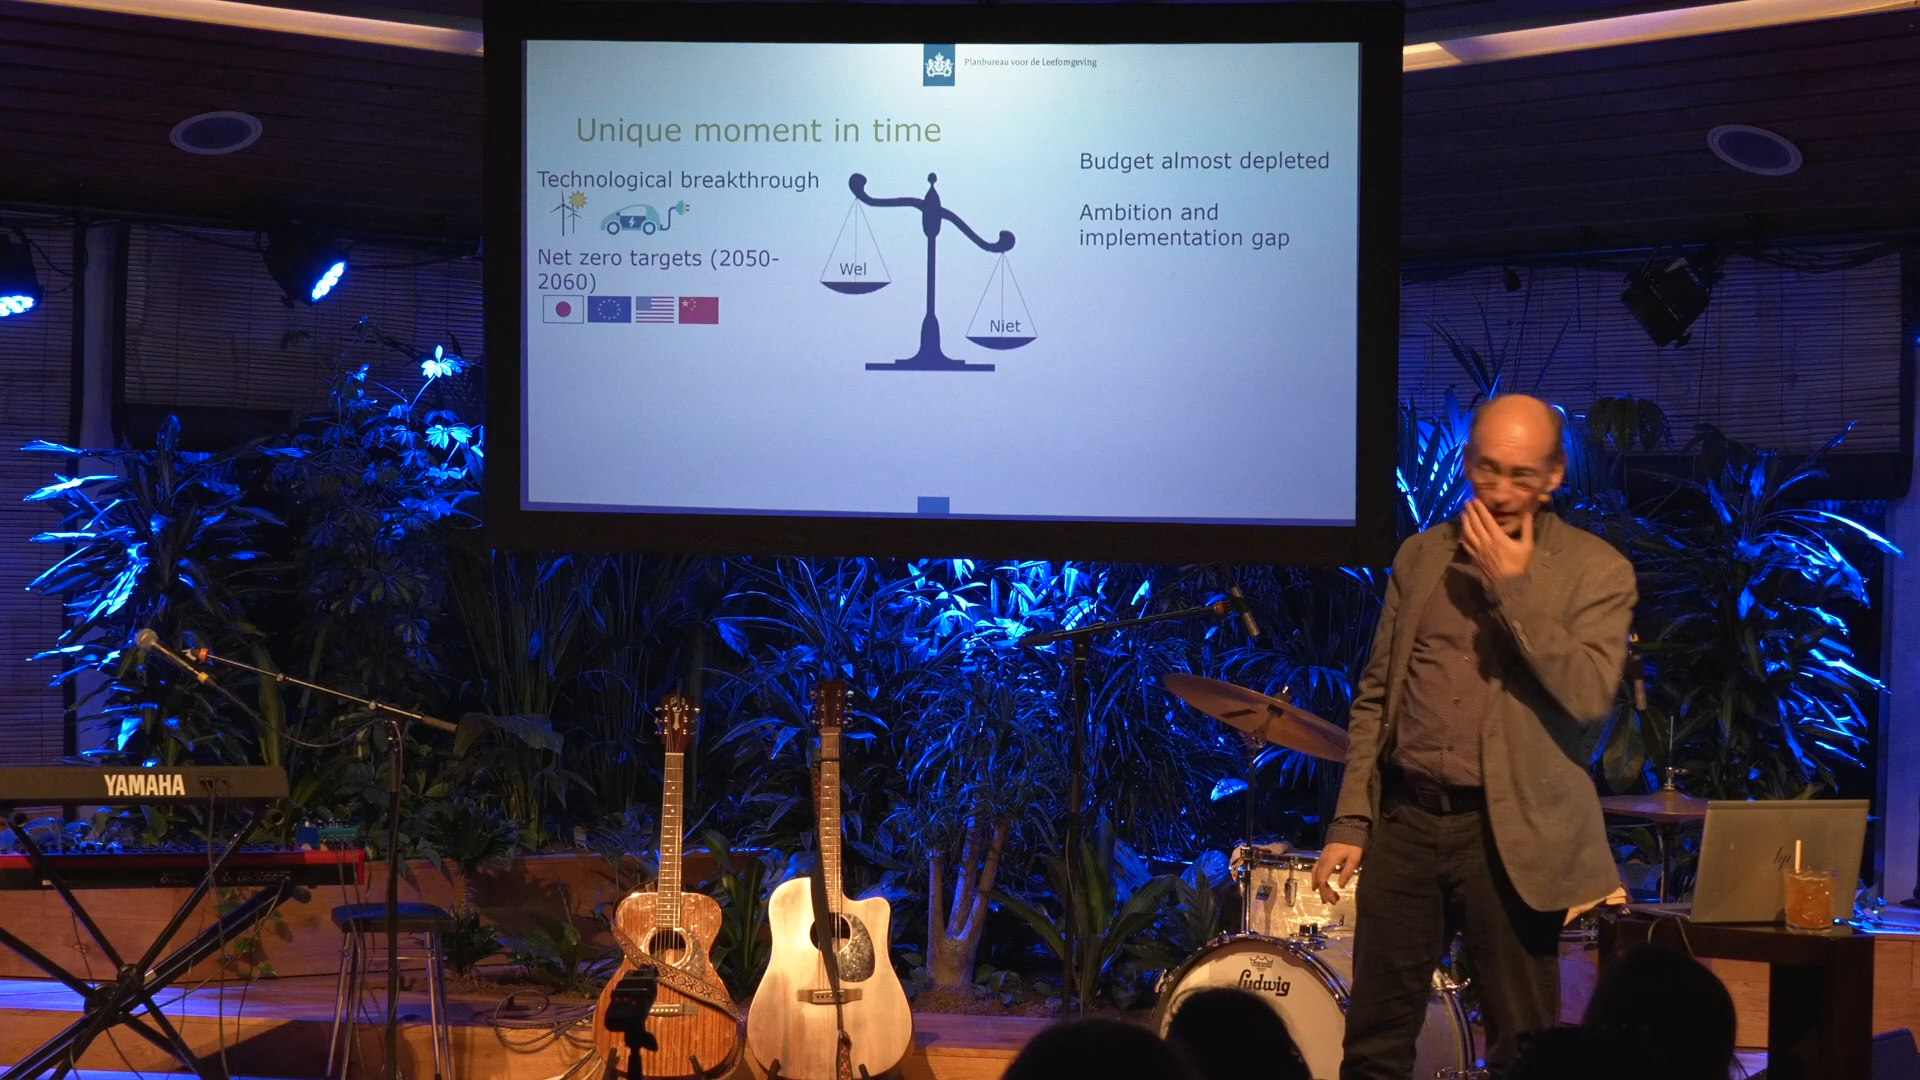 Planbureau voor de Leefomgeving
Unique moment in time
Technological breakthrough
Net zero targets (2050-
2060)
Wel
Niet
Budget almost depleted
Ambition and
implementation gap
YAMAHA
Ludwig
hp